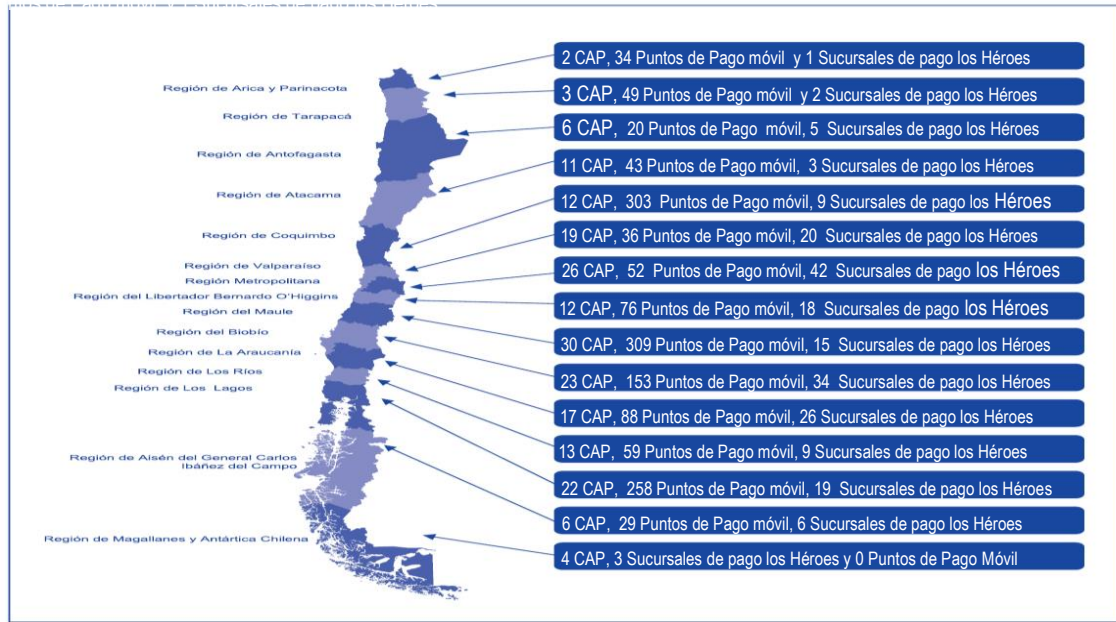 ntos de Pago móvil y 1 Sucursales de pago los Héroes
2 CAP, 34 Puntos de Pago móvil y 1 Sucursales de pago los Héroes
Región de Arica y Parinacota
3 CAP, 49 Puntos de Pago móvil y 2 Sucursales de pago los Héroes
Región de Tarapacá
6 CAP, 20 Puntos de Pago móvil, 5 Sucursales de pago los Héroes
Región de Antofagasta
11 CAP, 43 Puntos de Pago móvil, 3 Sucursales de pago los Héroes
Región de Atacama
12 CAP, 303 Puntos de Pago móvil, 9 Sucursales de pago los Héroes
Región de Coquimbo
19 CAP, 36 Puntos de Pago móvil, 20 Sucursales de pago los Héroes
Región de Valparaíso
26 CAP, 52 Puntos de Pago móvil, 42 Sucursales de pago los Héroes
Región Metropolitana
Región del Libertador Bernardo O'Higgins
12 CAP, 76 Puntos de Pago móvil, 18 Sucursales de pago los Héroes
Región del Maule
Región del Biobío
30 CAP, 309 Puntos de Pago móvil, 15 Sucursales de pago los Héroes
Región de La Araucanía
Región de Los Ríos
23 CAP, 153 Puntos de Pago móvil, 34 Sucursales de pago los Héroes
Región de Los Lagos
17 CAP, 88 Puntos de Pago móvil, 26 Sucursales de pago los Héroes
13 CAP, 59 Puntos de Pago móvil, 9 Sucursales de pago los Héroes
Región de Aisén del General Carlos
Ibáñez del Campo
22 CAP, 258 Puntos de Pago móvil, 19 Sucursales de pago los Héroes
6 CAP, 29 Puntos de Pago móvil, 6 Sucursales de pago los Héroes
Región de Magallanes y Antártica Chilena
4 CAP, 3 Sucursales de pago los Héroes y 0 Puntos de Pago Móvil